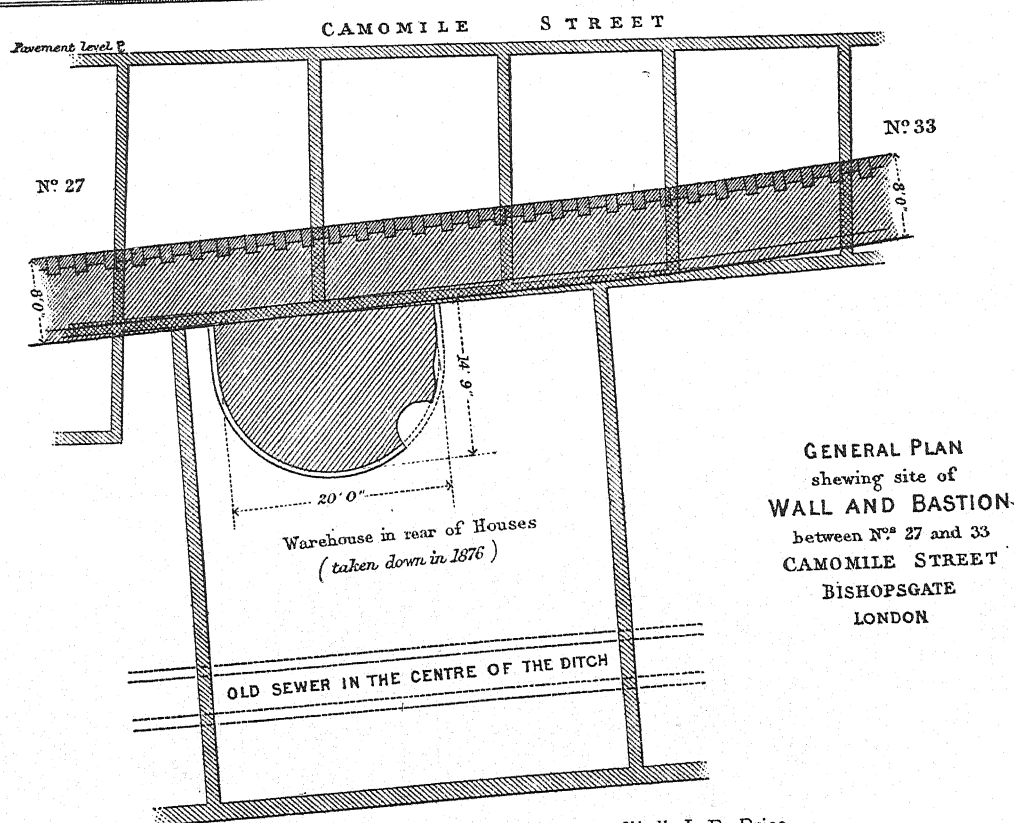 CAMOMILE STREET
Pavement level P
Nº 33
Nº 27
8'0"
8'0"
14'9"
20'0"
Warehouse in rear of Houses
(taken down in 1876)
GENERAL PLAN
shewing site of
WALL AND BASTION
between Nºˢ 27 and 33
CAMOMILE STREET
BISHOPSGATE
LONDON
OLD SEWER IN THE CENTRE OF THE DITCH